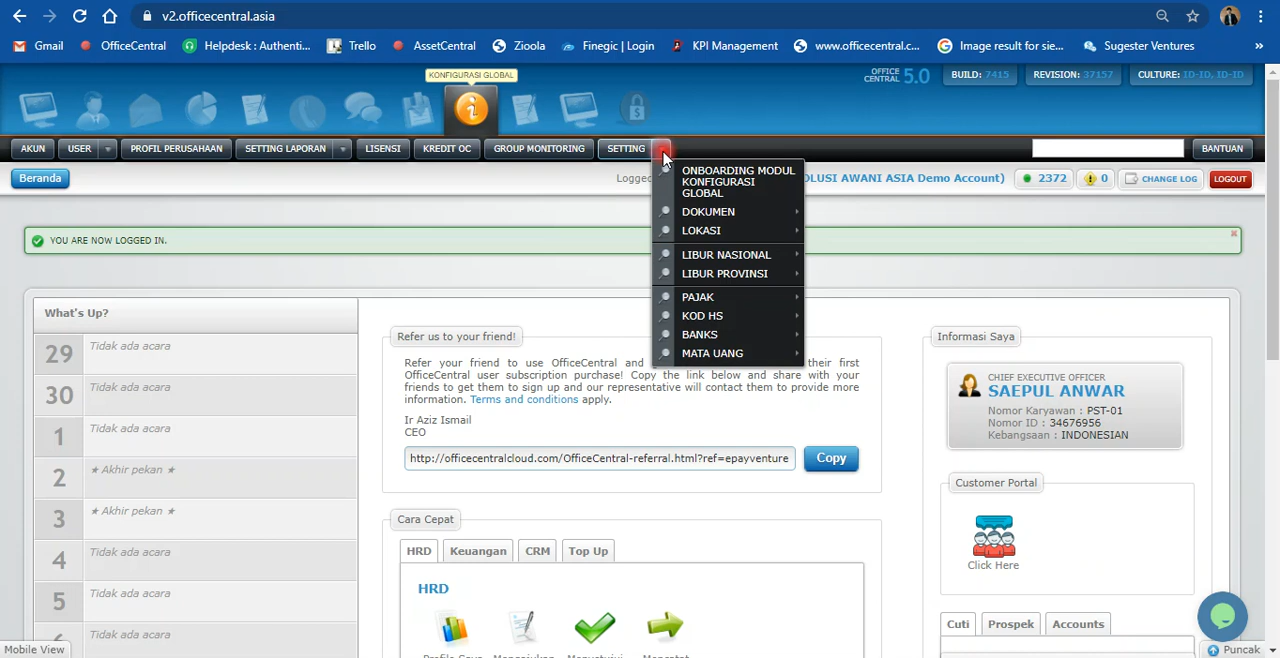 v2.officecentral.asia
Gmail
OfficeCentral
Helpdesk : Authenti...
Trello
AssetCentral
Zioola
Finegic | Login
KPI Management
www.officecentral.c...
Image result for sie...
Sugester Ventures
»
KONFIGURASI GLOBAL
OFFICE CENTRAL 5.0
BUILD: 7415
REVISION: 37157
CULTURE: ID-ID, ID-ID
AKUN
USER
PROFIL PERUSAHAAN
SETTING LAPORAN
LISENSI
KREDIT OC
GROUP MONITORING
SETTING
BANTUAN
Beranda
Logged
OLUSI AWANI ASIA Demo Account)
2372
0
CHANGE LOG
LOGOUT
ONBOARDING MODUL
KONFIGURASI
GLOBAL
DOKUMEN
LOKASI
LIBUR NASIONAL
LIBUR PROVINSI
PAJAK
KOD HS
BANKS
MATA UANG
YOU ARE NOW LOGGED IN.
What's Up?
29 Tidak ada acara
30 Tidak ada acara
1 Tidak ada acara
2 ★ Akhir pekan ★
3 ★ Akhir pekan ★
4 Tidak ada acara
5 Tidak ada acara
Tidak ada acara
Refer us to your friend!
Refer your friend to use OfficeCentral and their first
OfficeCentral user subscription purchase! Copy the link below and share with your
friends to get them to sign up and our representative will contact them to provide more
information. Terms and conditions apply.
Ir Aziz Ismail
CEO
http://officecentralcloud.com/OfficeCentral-referral.html?ref=epayventure
Copy
Cara Cepat
HRD
Keuangan
CRM
Top Up
HRD
Informasi Saya
CHIEF EXECUTIVE OFFICER
SAEPUL ANWAR
Nomor Karyawan : PST-01
Nomor ID : 34676956
Kebangsaan : INDONESIAN
Customer Portal
Click Here
Cuti
Prospek
Accounts
Mobile View
Puncak